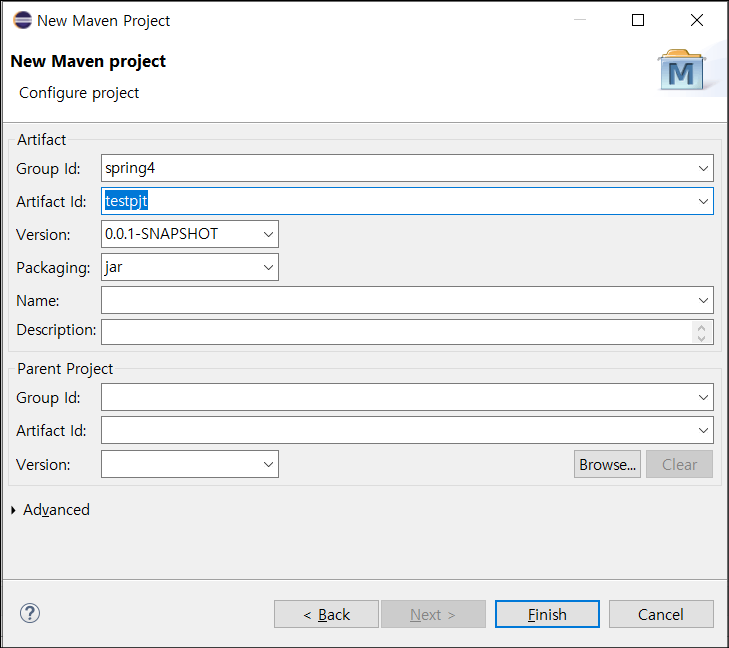 New Maven Project
New Maven project
Configure project
M
Artifact
Group Id: spring4
Artifact Id: testpjt
Version: 0.0.1-SNAPSHOT
Packaging: jar
Name:
Description:
Parent Project
Group Id:
Artifact Id:
Version: Browse... Clear
Advanced
? < Back Next > Finish Cancel